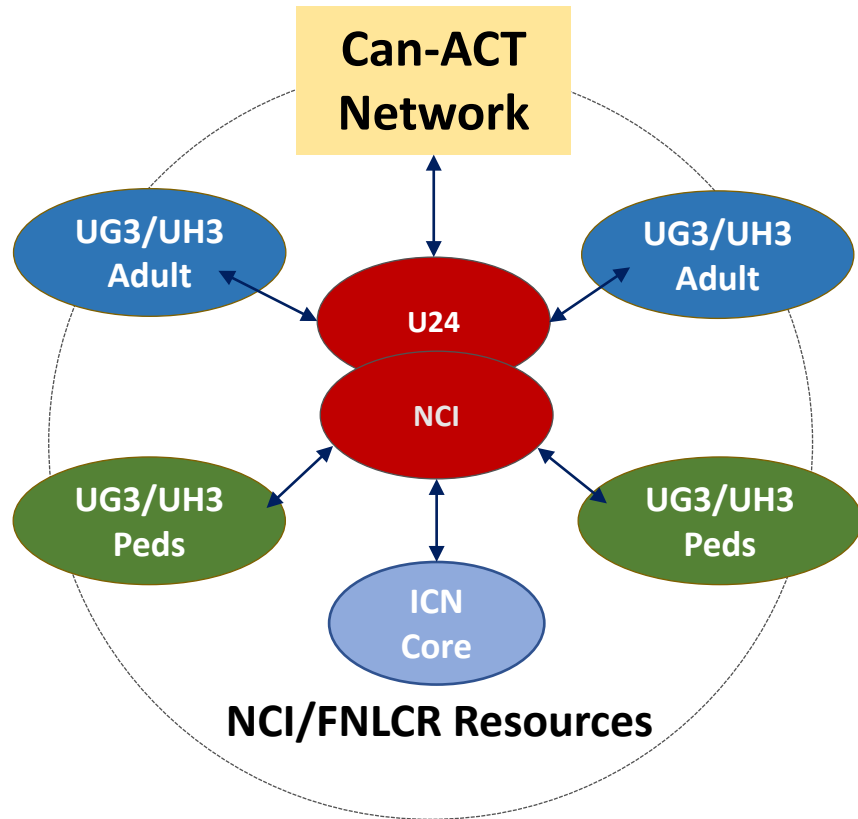 Can-ACT
Network
UG3/UH3
Adult
UG3/UH3
Adult
U24
NCI
UG3/UH3
Peds
UG3/UH3
Peds
ICN
Core
NCI/FNLCR Resources